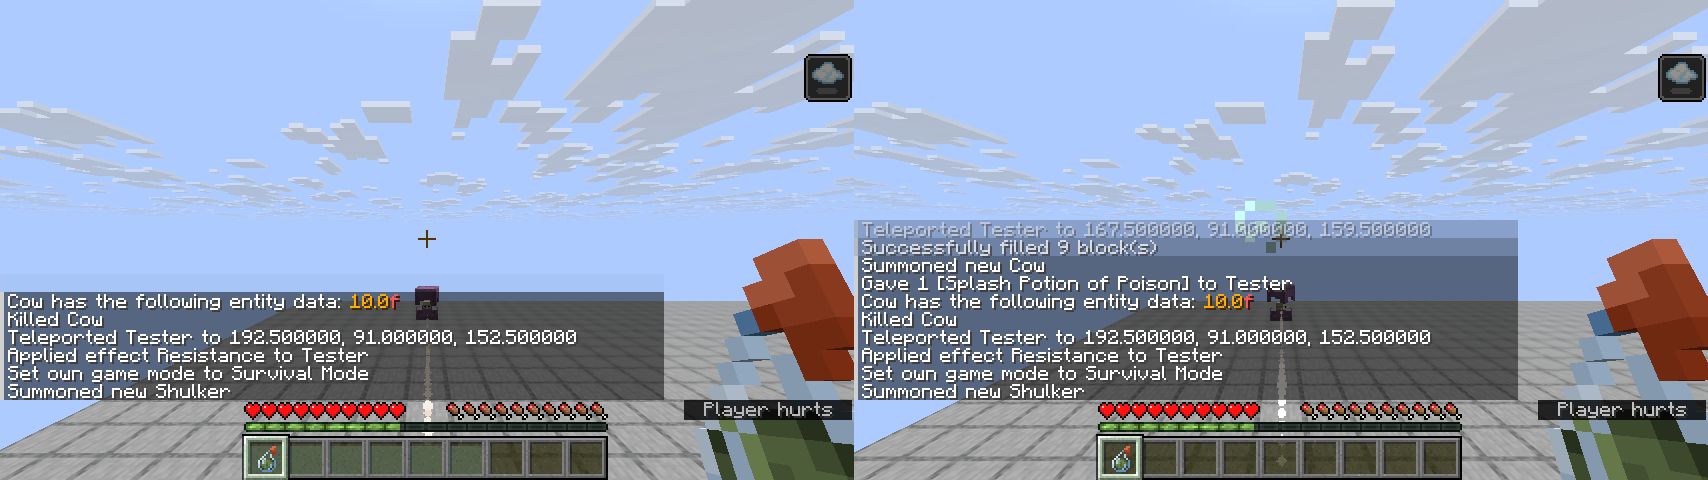 Cow has the following entity data: 10.0f
Killed Cow
Teleported Tester to 192.500000, 91.000000, 152.500000
Applied effect Resistance to Tester
Set own game mode to Survival Mode
Summoned new Shulker
Player hurts
Teleported Tester to 167.500000, 91.000000, 159.500000
Successfully filled 9 block(s)
Summoned new Cow
Gave 1 [Splash Potion of Poison] to Tester
Cow has the following entity data: 10.0f
Killed Cow
Teleported Tester to 192.500000, 91.000000, 152.500000
Applied effect Resistance to Tester
Set own game mode to Survival Mode
Summoned new Shulker
Player hurts